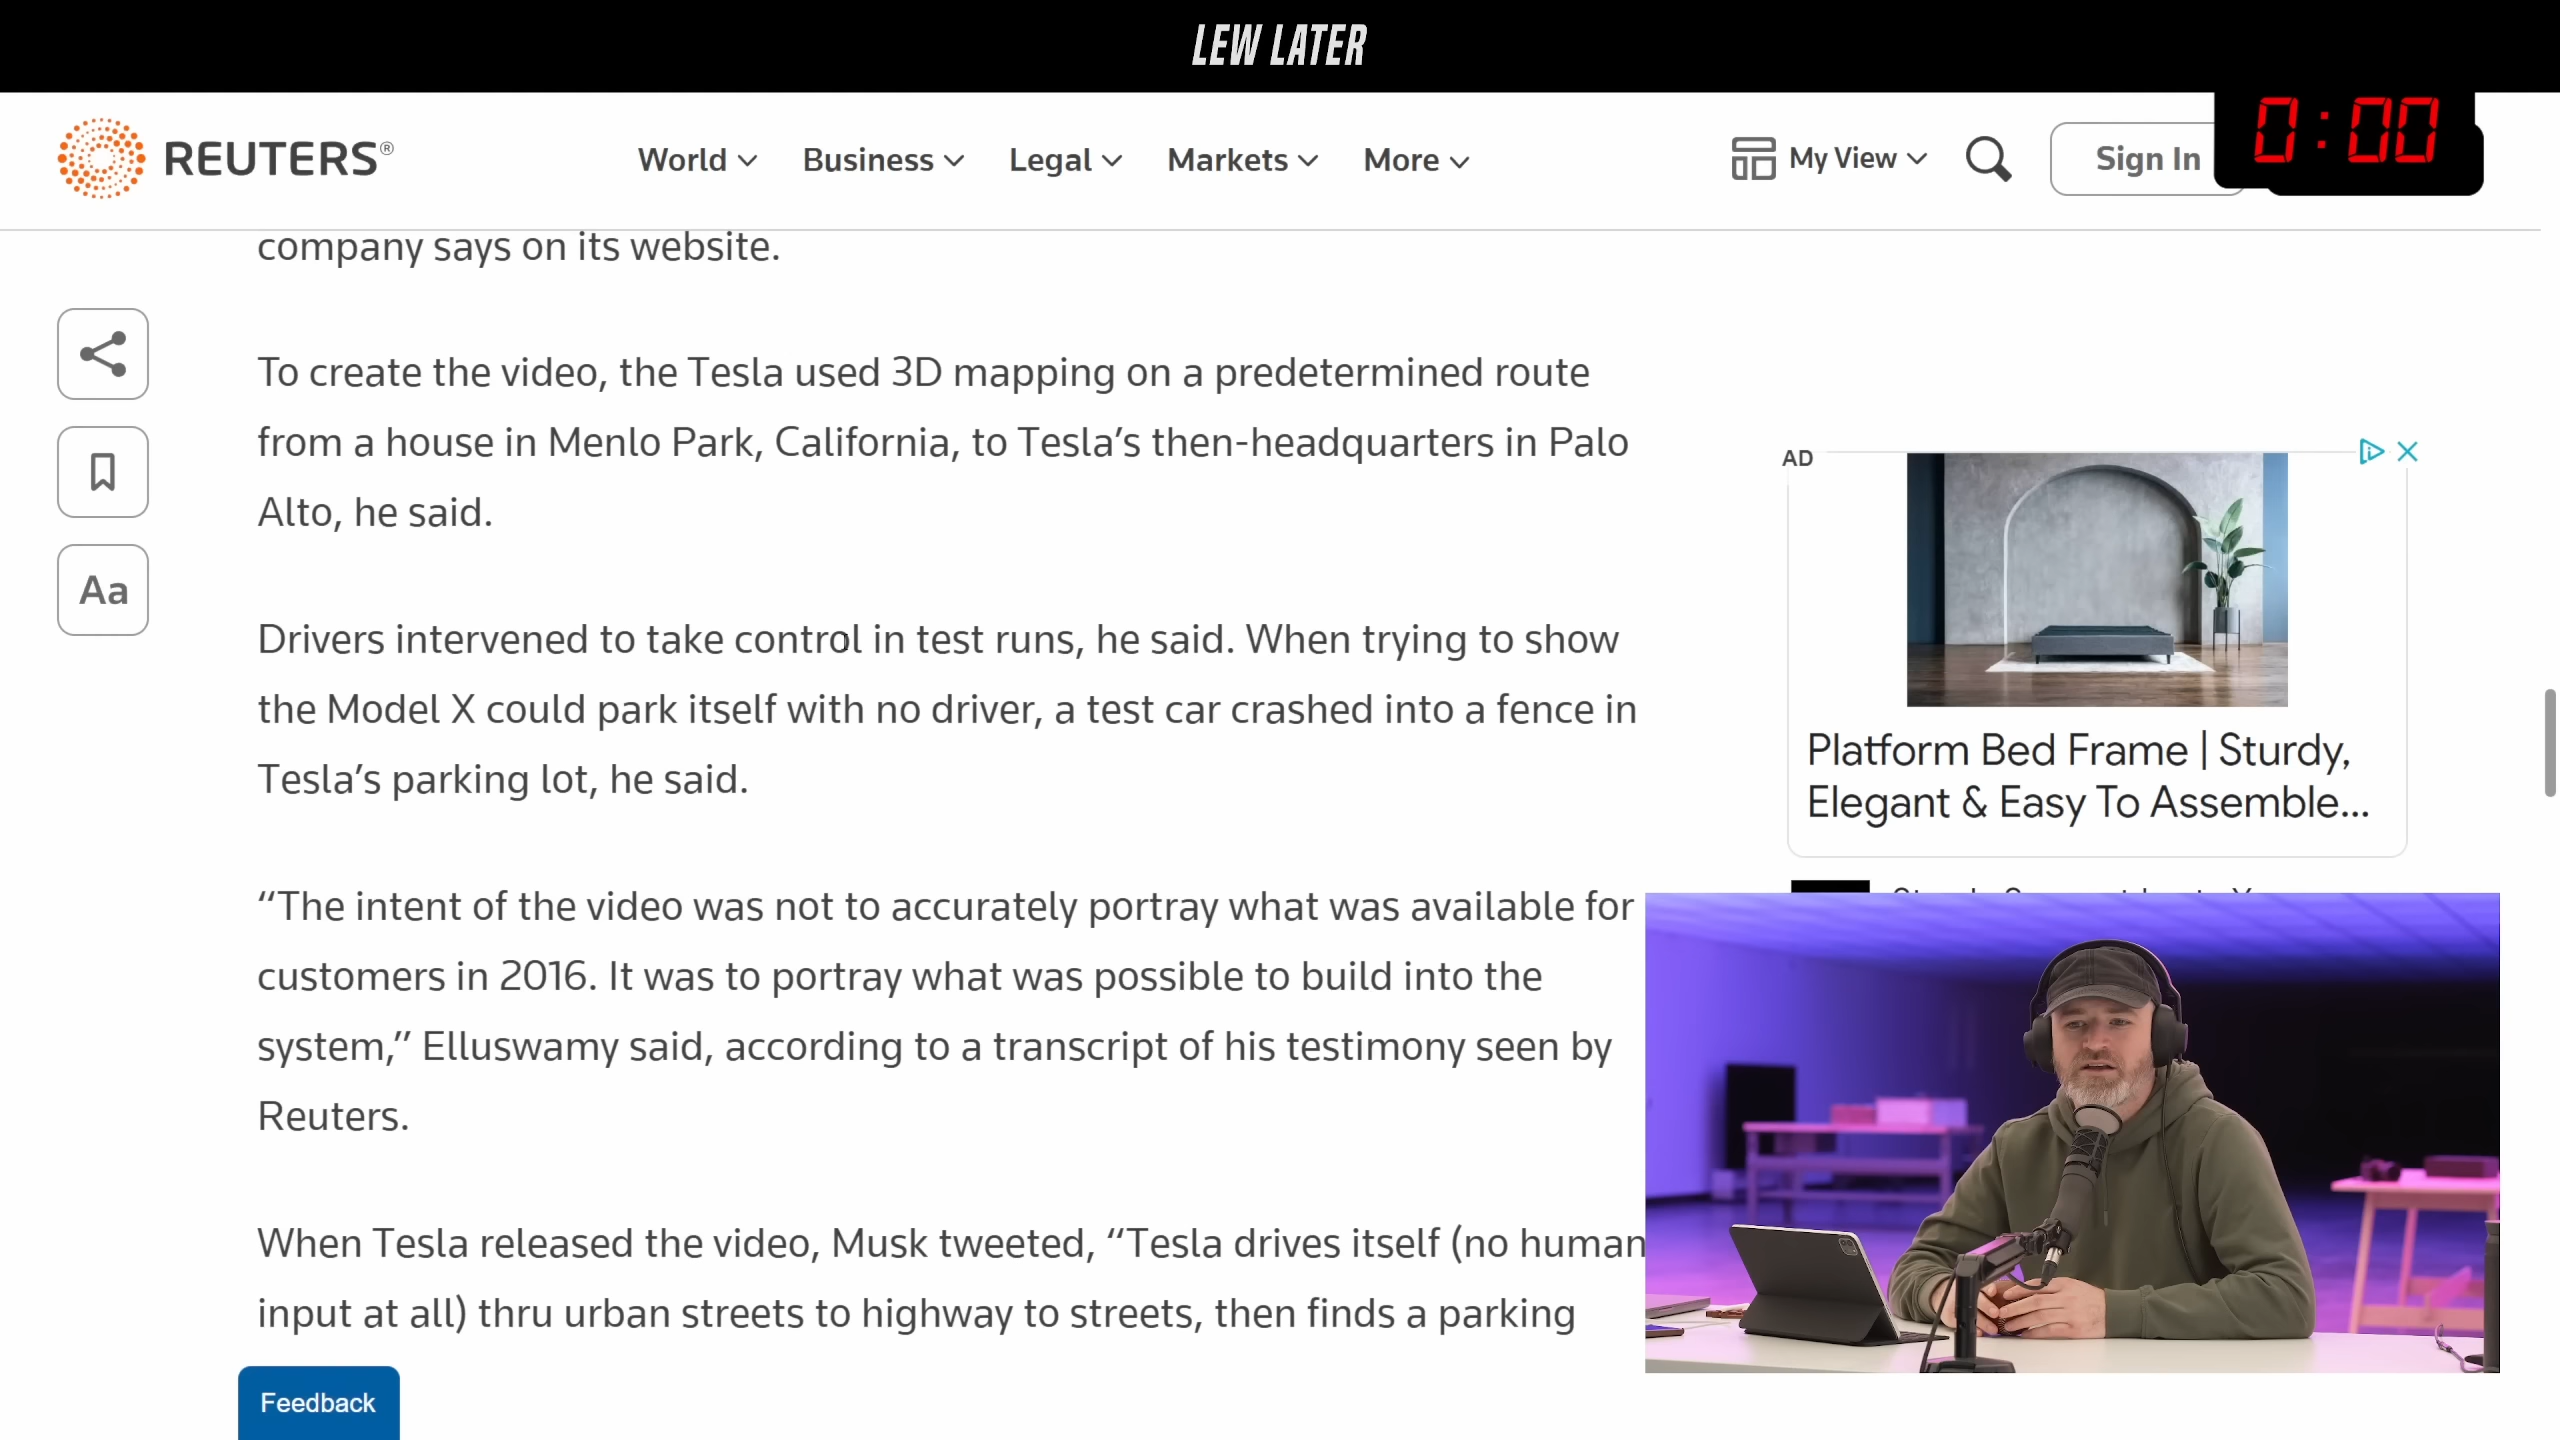 LEW LATER
REUTERS®
World
Business
Legal
Markets
More
My View
Sign In
0:00
company says on its website.
To create the video, the Tesla used 3D mapping on a predetermined route
from a house in Menlo Park, California, to Tesla’s then-headquarters in Palo
Alto, he said.
Drivers intervened to take control in test runs, he said. When trying to show
the Model X could park itself with no driver, a test car crashed into a fence in
Tesla’s parking lot, he said.
“The intent of the video was not to accurately portray what was available for
customers in 2016. It was to portray what was possible to build into the
system,” Elluswamy said, according to a transcript of his testimony seen by
Reuters.
When Tesla released the video, Musk tweeted, “Tesla drives itself (no human
input at all) thru urban streets to highway to streets, then finds a parking
Aa
AD
Platform Bed Frame | Sturdy,
Elegant & Easy To Assemble...
Feedback